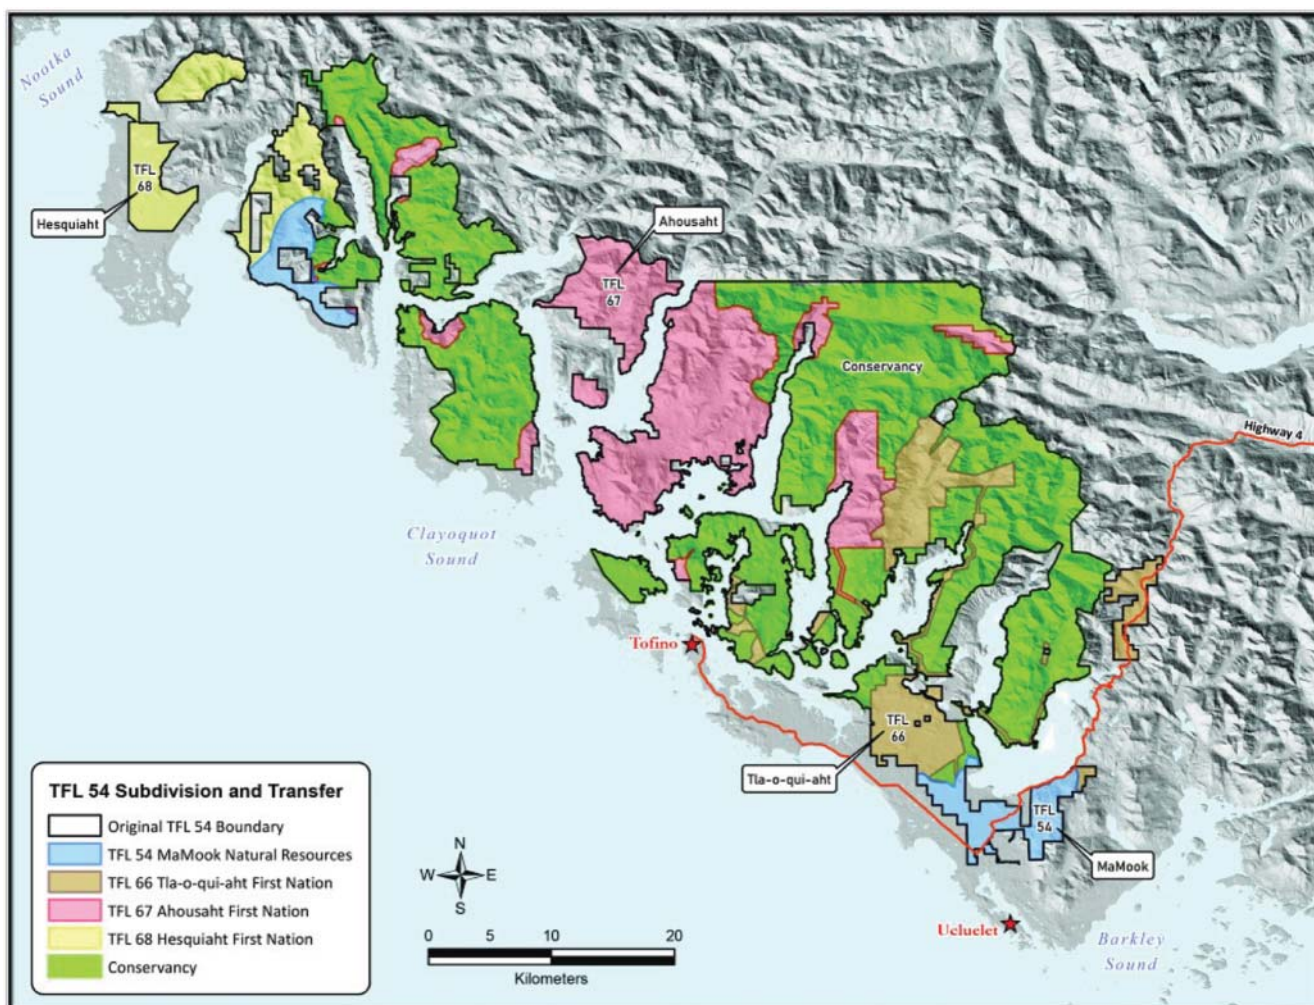 Nootka
Sound
TFL
68
Hesquiaht
Ahousaht
TFL
67
Conservancy
Highway 4
Clayoquot
Sound
Tofino
TFL
66
Tla-o-qui-aht
TFL
54
MaMook
Ucluelet
Barkley
Sound
TFL 54 Subdivision and Transfer
Original TFL 54 Boundary
TFL 54 MaMook Natural Resources
TFL 66 Tla-o-qui-aht First Nation
TFL 67 Ahousaht First Nation
TFL 68 Hesquiaht First Nation
Conservancy
N
W E
S
0 5 10 20
Kilometers